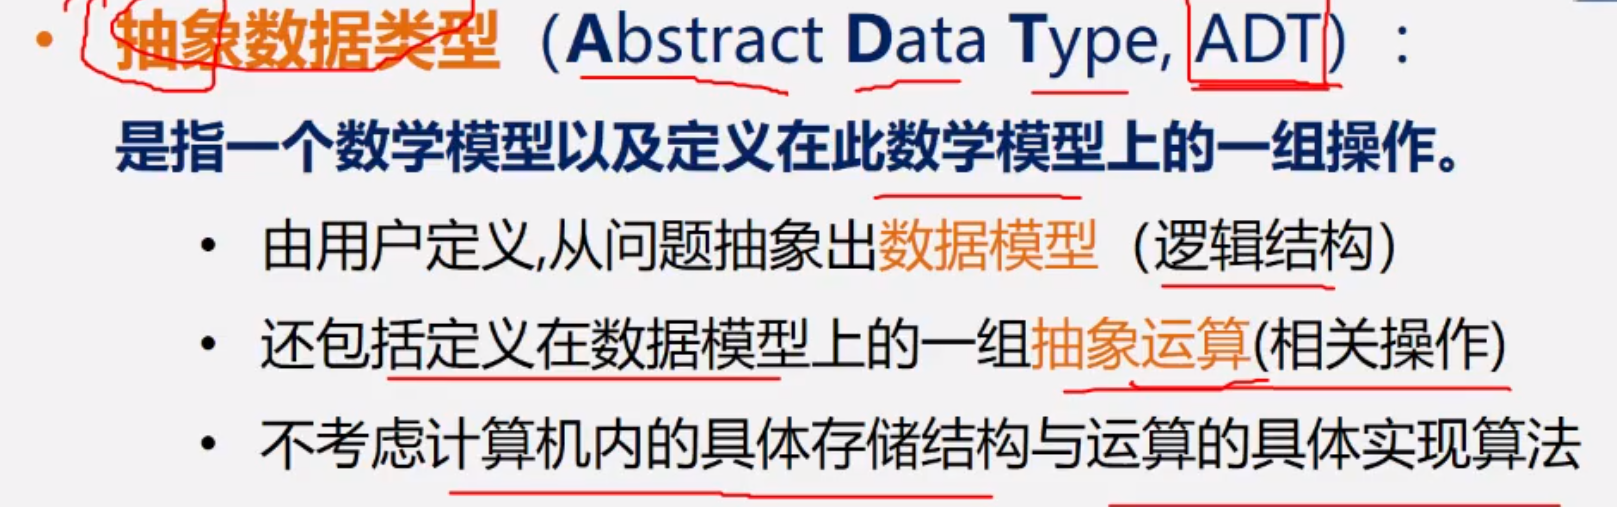 • 抽象数据类型（Abstract Data Type, ADT）：
是指一个数学模型以及定义在此数学模型上的一组操作。
• 由用户定义,从问题抽象出数据模型（逻辑结构）
• 还包括定义在数据模型上的一组抽象运算(相关操作)
• 不考虑计算机内的具体存储结构与运算的具体实现算法